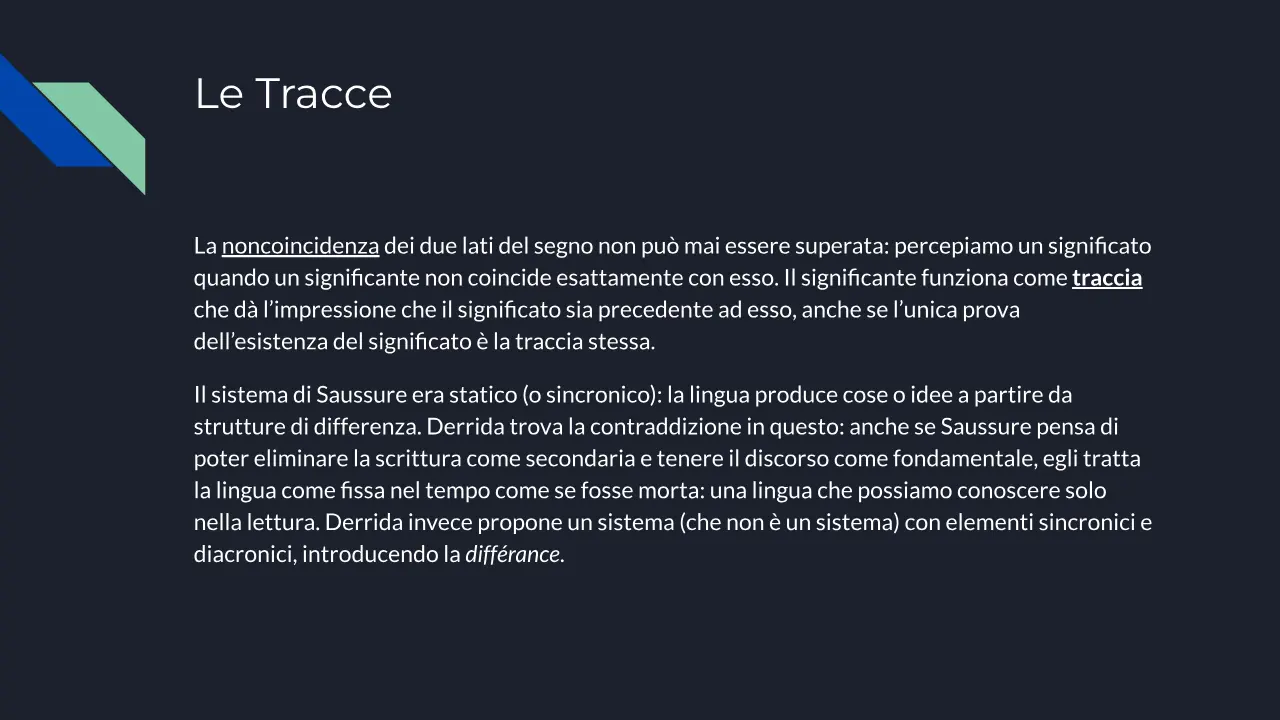 Le Tracce
La noncoincidenza dei due lati del segno non può mai essere superata: percepiamo un significato
quando un significante non coincide esattamente con esso. Il significante funziona come traccia
che dà l’impressione che il significato sia precedente ad esso, anche se l’unica prova
dell’esistenza del significato è la traccia stessa.
Il sistema di Saussure era statico (o sincronico): la lingua produce cose o idee a partire da
strutture di differenza. Derrida trova la contraddizione in questo: anche se Saussure pensa di
poter eliminare la scrittura come secondaria e tenere il discorso come fondamentale, egli tratta
la lingua come fissa nel tempo come se fosse morta: una lingua che possiamo conoscere solo
nella lettura. Derrida invece propone un sistema (che non è un sistema) con elementi sincronici e
diacronici, introducendo la différance.